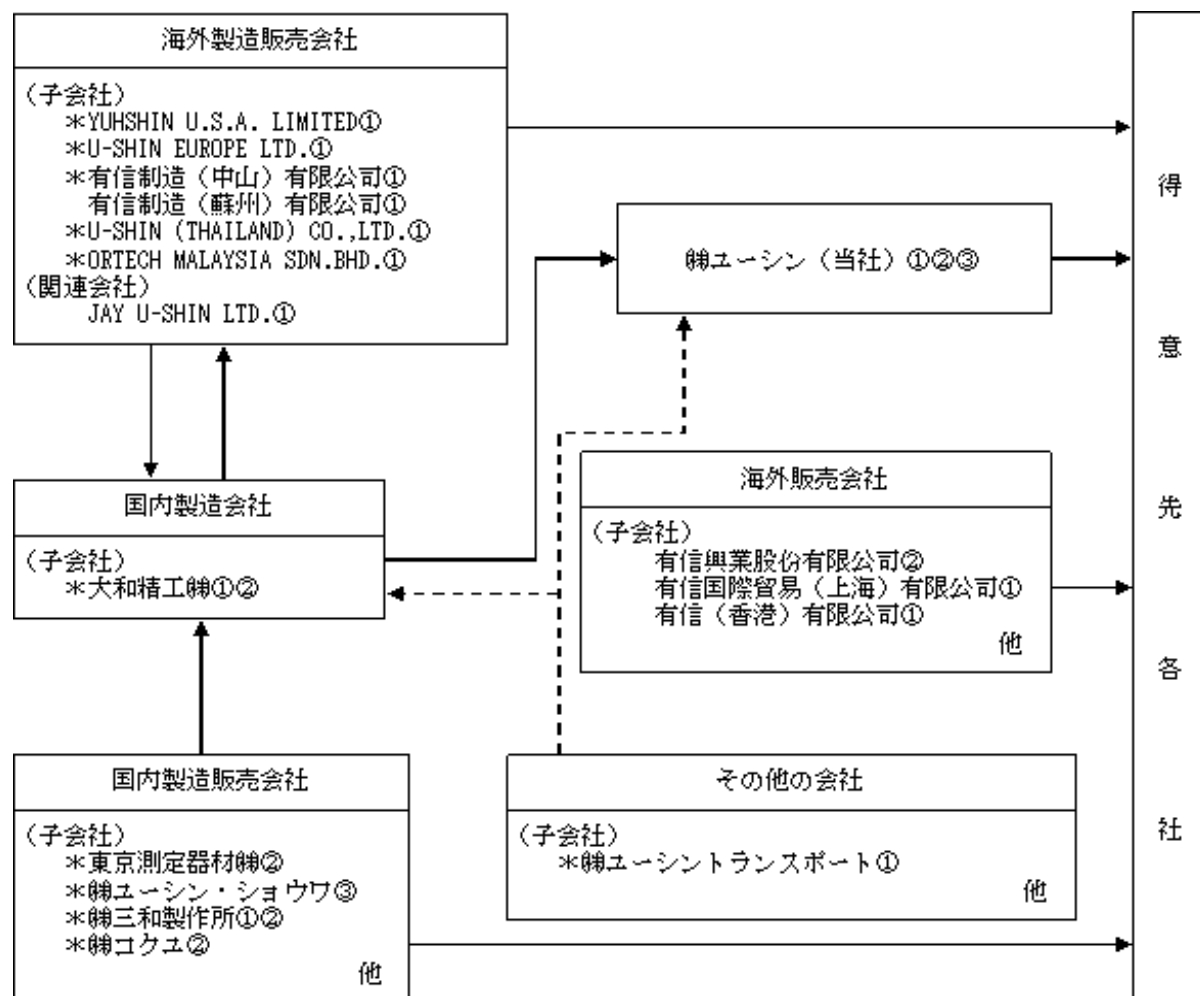 海外製造販売会社
(子会社)
*YUHSHIN U.S.A. LIMITED①
*U-SHIN EUROPE LTD.①
*有信制造（中山）有限公司①
有信制造（蘇州）有限公司①
*U-SHIN (THAILAND) CO.,LTD.①
*ORTECH MALAYSIA SDN.BHD.①
(関連会社)
JAY U-SHIN LTD.①
㈱ユーシン（当社）①②③
国内製造会社
(子会社)
*大和精工㈱①②
海外販売会社
(子会社)
有信興業股份有限公司②
有信国際貿易（上海）有限公司①
有信（香港）有限公司①
他
国内製造販売会社
(子会社)
*東京測定器材㈱②
*㈱ユーシン・ショウワ③
*㈱三和製作所①②
*㈱コクユ②
他
その他の会社
(子会社)
*㈱ユーシントランスポート①
他
得意先各社